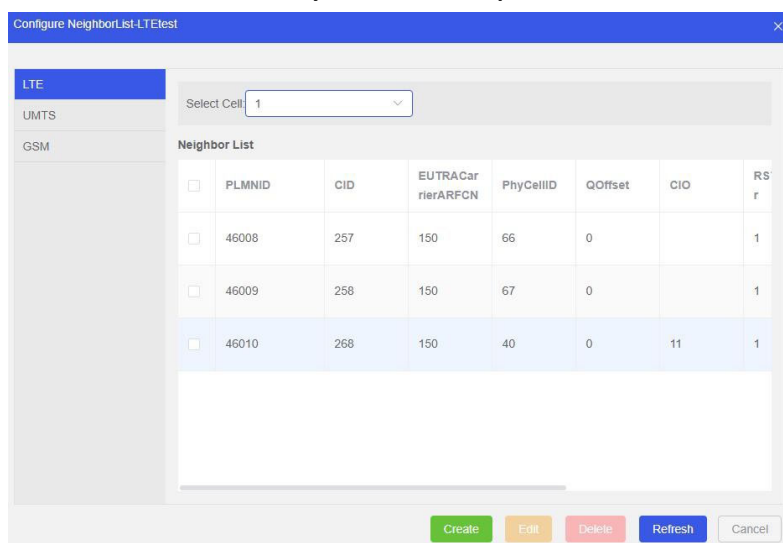 Configure NeighborList-LTEtest
LTE
UMTS
GSM
Select Cell: 1
Neighbor List
PLMNID CID EUTRACar PhyCellID QOffset CIO
rierARFCN
46008 257 150 66 0 1
46009 258 150 67 0 1
46010 268 150 40 0 11 1
Create Edit Delete Refresh Cancel